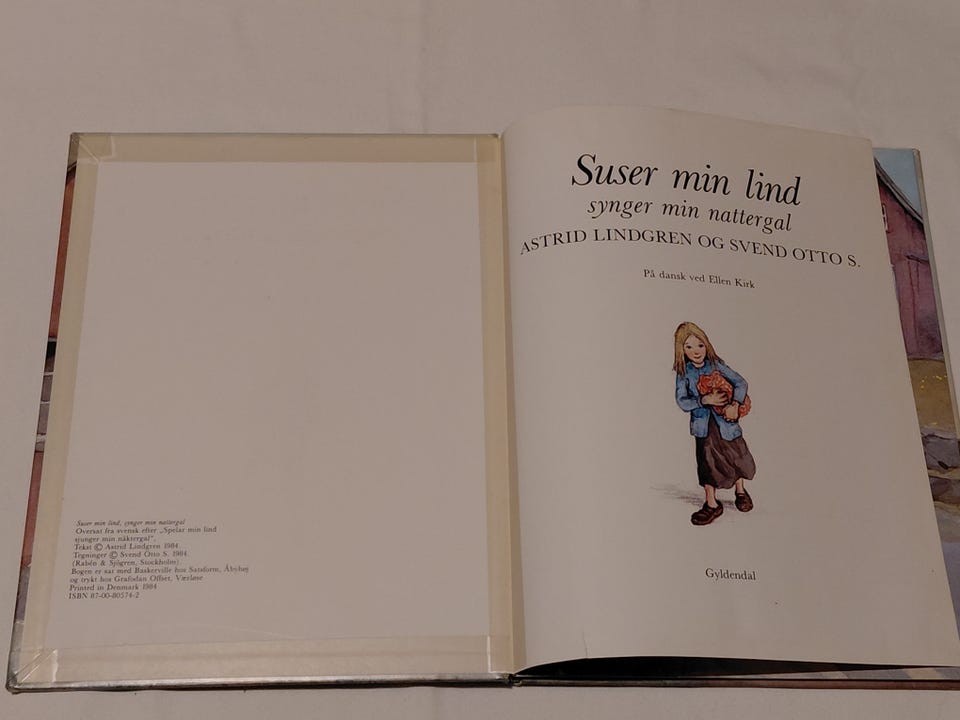 Suser min lind, synger min nattergal
Oversat fra svensk efter „Spelar min lind
sjunger min näktergal",
Tekst © Astrid Lindgren 1984.
Tegninger © Svend Otto S. 1984.
(Rabén & Sjögren, Stockholm).
Bogen er sat med Baskerville hos Satsform, Åbyhøj
og trykt hos Grafodan Offset, Værløse
Printed in Denmark 1984
ISBN 87-00-80574-2
Suser min lind
synger min nattergal
ASTRID LINDGREN OG SVEND OTTO S.
På dansk ved Ellen Kirk
Gyldendal